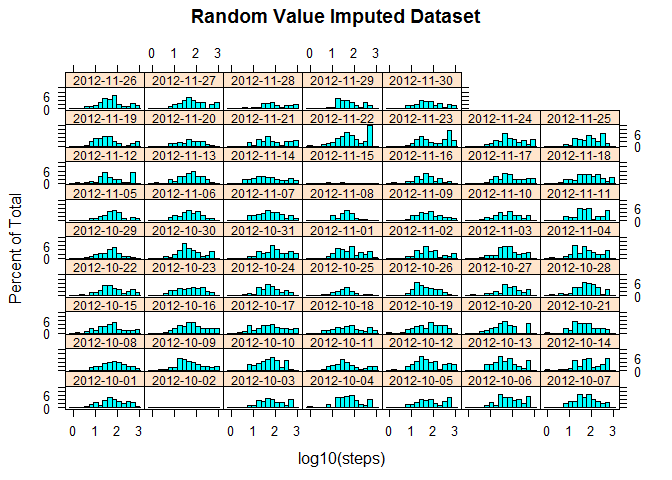 Random Value Imputed Dataset
0 1 2 3 0 1 2 3
2012-11-26 2012-11-27 2012-11-28 2012-11-29 2012-11-30
6
0
2012-11-19 2012-11-20 2012-11-21 2012-11-22 2012-11-23 2012-11-24 2012-11-25
6
0
2012-11-12 2012-11-13 2012-11-14 2012-11-15 2012-11-16 2012-11-17 2012-11-18
6
0
2012-11-05 2012-11-06 2012-11-07 2012-11-08 2012-11-09 2012-11-10 2012-11-11
6
0
2012-10-29 2012-10-30 2012-10-31 2012-11-01 2012-11-02 2012-11-03 2012-11-04
6
0
2012-10-22 2012-10-23 2012-10-24 2012-10-25 2012-10-26 2012-10-27 2012-10-28
6
0
2012-10-15 2012-10-16 2012-10-17 2012-10-18 2012-10-19 2012-10-20 2012-10-21
6
0
2012-10-08 2012-10-09 2012-10-10 2012-10-11 2012-10-12 2012-10-13 2012-10-14
6
0
2012-10-01 2012-10-02 2012-10-03 2012-10-04 2012-10-05 2012-10-06 2012-10-07
6
0
0 1 2 3 0 1 2 3 0 1 2 3 0 1 2 3
Percent of Total
log10(steps)